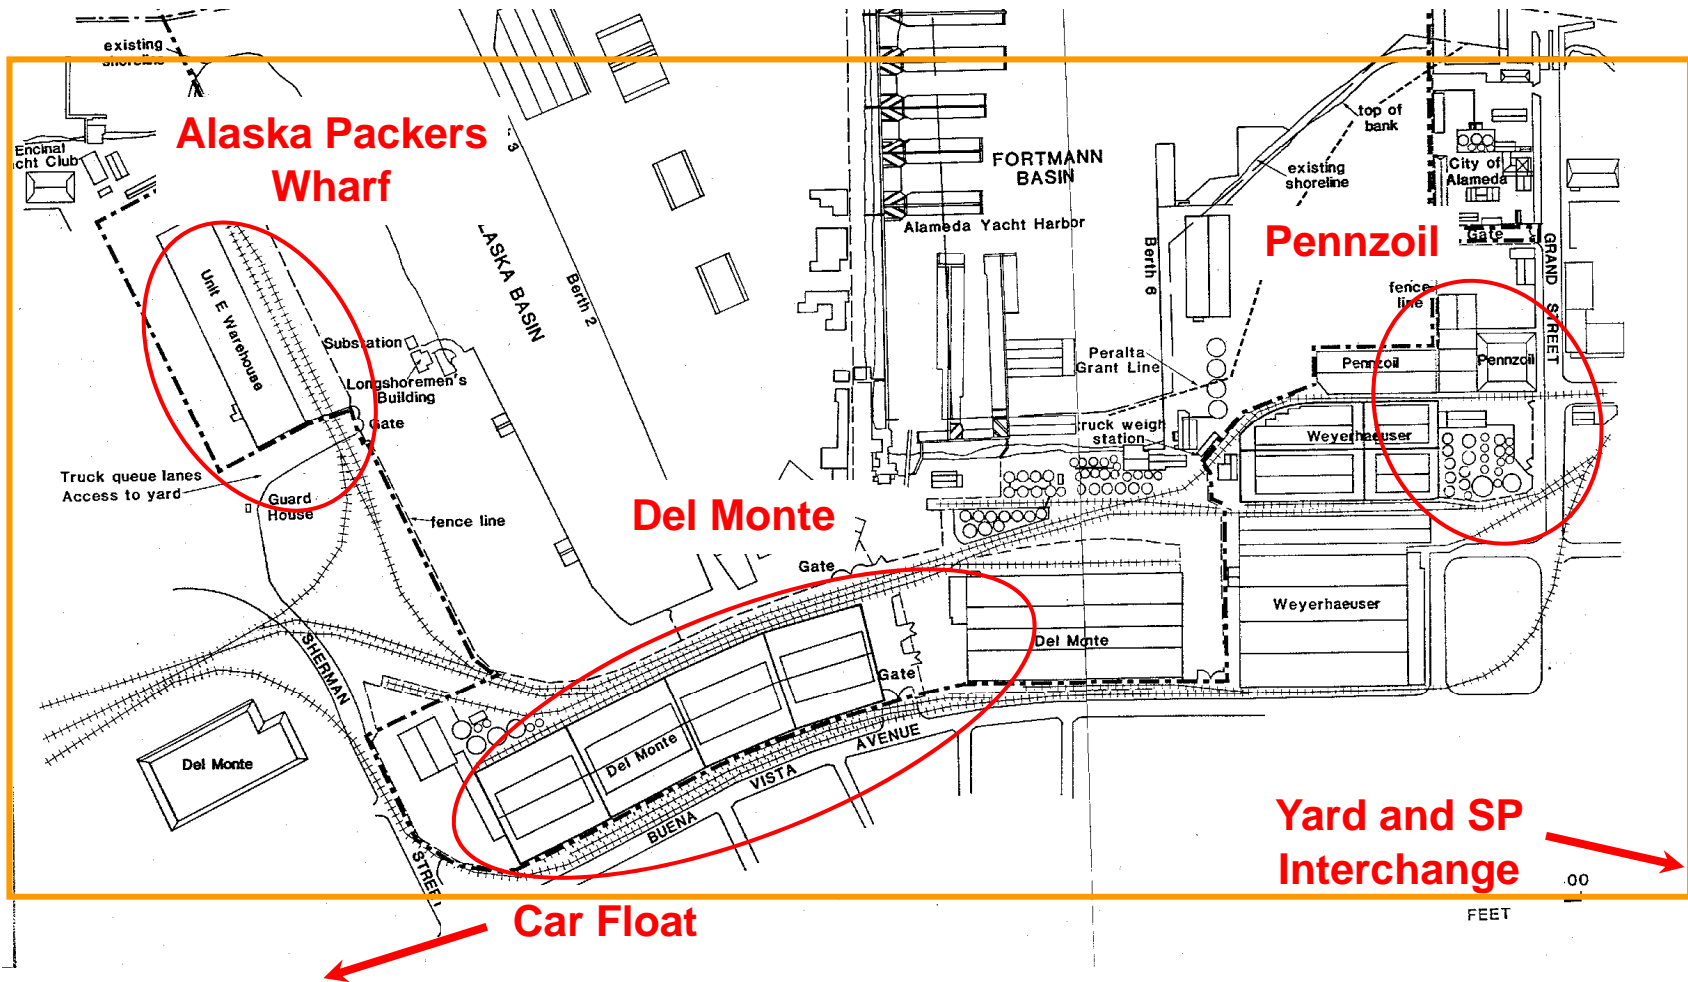 existing
shoreline
Alaska Packers
Wharf
Encinal
cht Club
3
FORTMANN
BASIN
Alameda Yacht Harbor
top of
bank
existing
shoreline
City of
Alameda
Gate
GRAND STREET
Pennzoil
Berth 6
fence
line
Unit E Warehouse
LASKA BASIN
Berth 2
Substation
Longshoremen's
Building
Gate
Peralta
Grant Line
Pennzoil
Pennzoil
truck weigh
station
Weyerhaeuser
Truck queue lanes
Access to yard
Guard
House
fence line
Del Monte
Gate
Weyerhaeuser
Del Monte
SHERMAN
STREET
Gate
Del Monte
Del Monte
BUENA VISTA AVENUE
Yard and SP
Interchange
00
FEET
Car Float